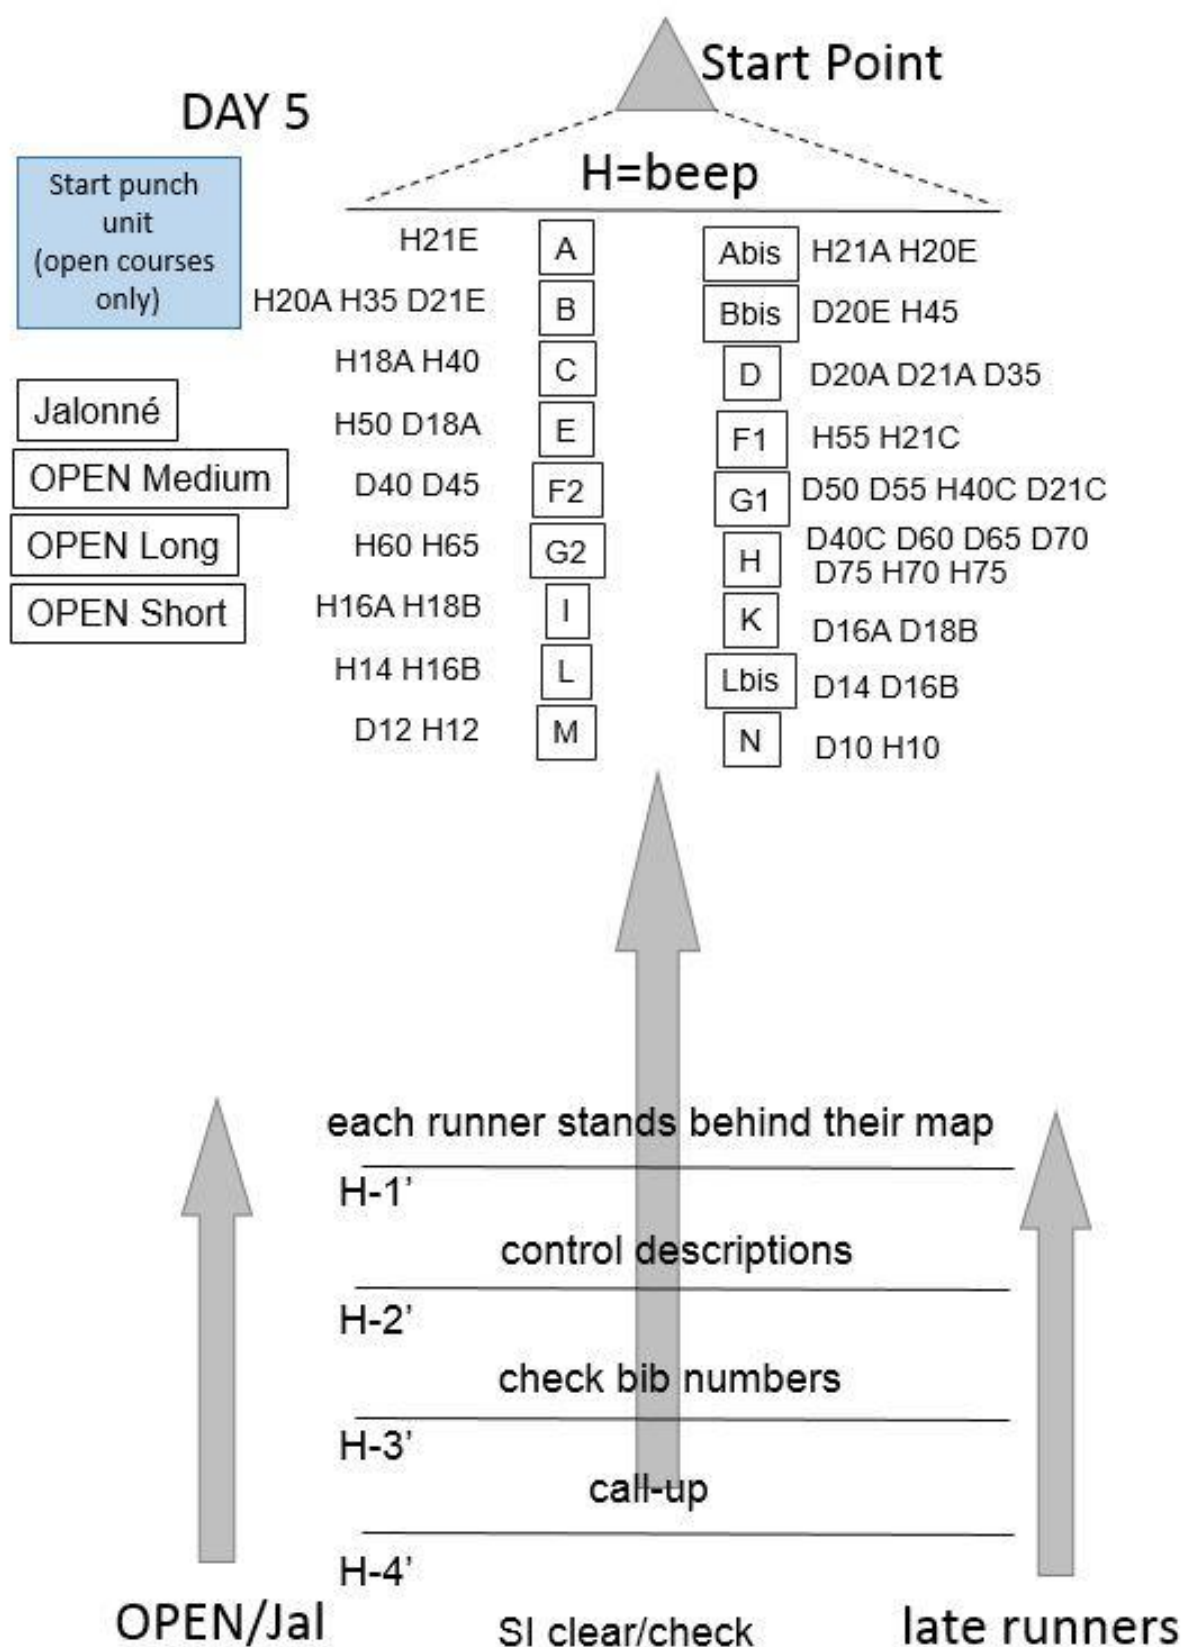 Start Point
DAY 5
H=beep
Start punch
unit
(open courses
only)
Jalonné
OPEN Medium
OPEN Long
OPEN Short
H21E A
H20A H35 D21E B
H18A H40 C
H50 D18A E
D40 D45 F2
H60 H65 G2
H16A H18B I
H14 H16B L
D12 H12 M
Abis H21A H20E
Bbis D20E H45
D D20A D21A D35
F1 H55 H21C
G1 D50 D55 H40C D21C
H D40C D60 D65 D70
D75 H70 H75
K D16A D18B
Lbis D14 D16B
N D10 H10
each runner stands behind their map
H-1’
control descriptions
H-2’
check bib numbers
H-3’
call-up
H-4’
OPEN/Jal
SI clear/check
late runners